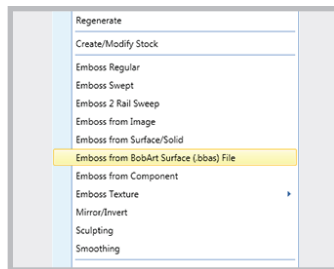 Regenerate
Create/Modify Stock
Emboss Regular
Emboss Swept
Emboss 2 Rail Sweep
Emboss from Image
Emboss from Surface/Solid
Emboss from BobArt Surface (.bbas) File
Emboss from Component
Emboss Texture
Mirror/Invert
Sculpting
Smoothing